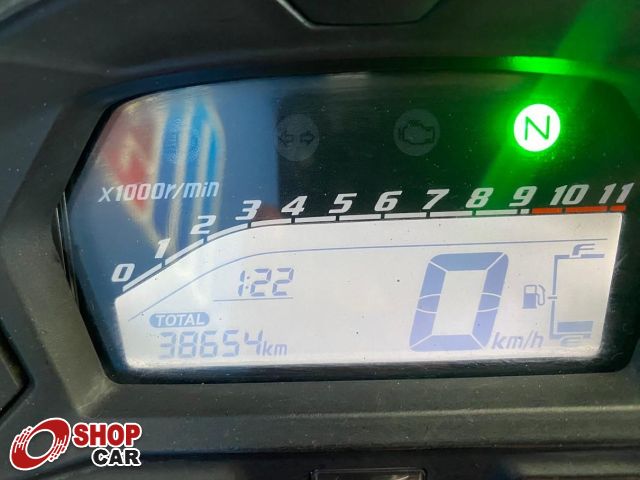 N
x1000r/min
0 1 2 3 4 5 6 7 8 9 10 11
1:22
0 km/h
F
E
TOTAL
38654km
SHOP
CAR